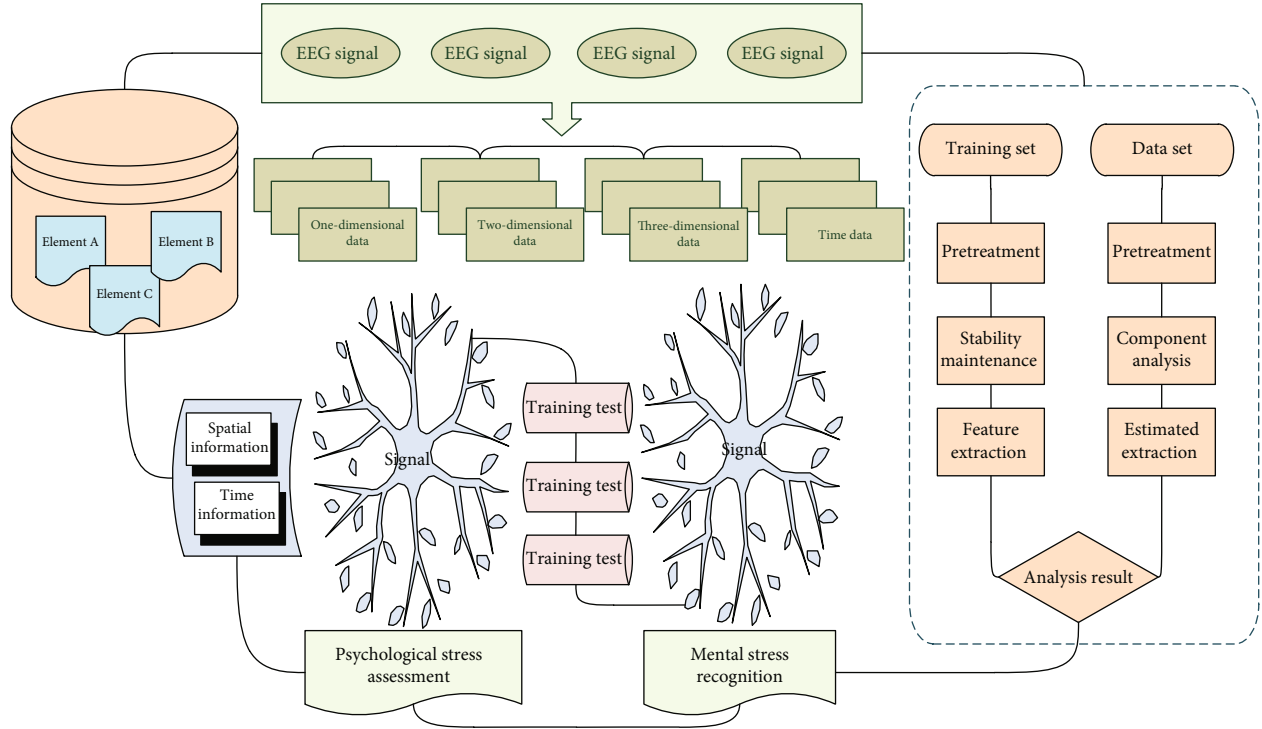 EEG signal
EEG signal
EEG signal
EEG signal
One-dimensional
data
Two-dimensional
data
Three-dimensional
data
Time data
Element A
Element B
Element C
Spatial
information
Time
information
Signal
Training test
Training test
Training test
Signal
Psychological stress
assessment
Mental stress
recognition
Training set
Pretreatment
Stability
maintenance
Feature
extraction
Data set
Pretreatment
Component
analysis
Estimated
extraction
Analysis result